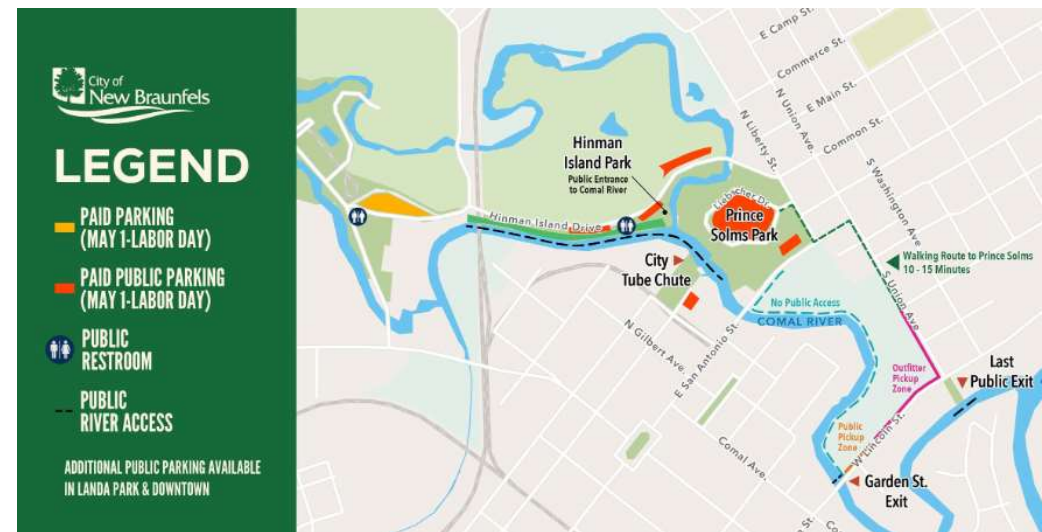 City of
New Braunfels
LEGEND
PAID PARKING
(MAY 1-LABOR DAY)
PAID PUBLIC PARKING
(MAY 1-LABOR DAY)
PUBLIC
RESTROOM
PUBLIC
RIVER ACCESS
ADDITIONAL PUBLIC PARKING AVAILABLE
IN LANDA PARK & DOWNTOWN
E Camp St.
Commerce St.
N Union Ave.
E Main St.
N Liberty St.
Common St.
S Washington Ave
Hinman
Island Park
Public Entrance
to Comal River
Liebscher Dr.
Prince
Solms Park
Hinman Island Drive
City
Tube Chute
Walking Route to Prince Solms
10 - 15 Minutes
S Union Ave
No Public Access
COMAL RIVER
N Gilbert Ave.
E San Antonio St.
Outfitter
Pickup
Zone
Last
Public Exit
Public
Pickup
Zone
W Lincoln St.
Comal Ave.
Garden St.
Exit